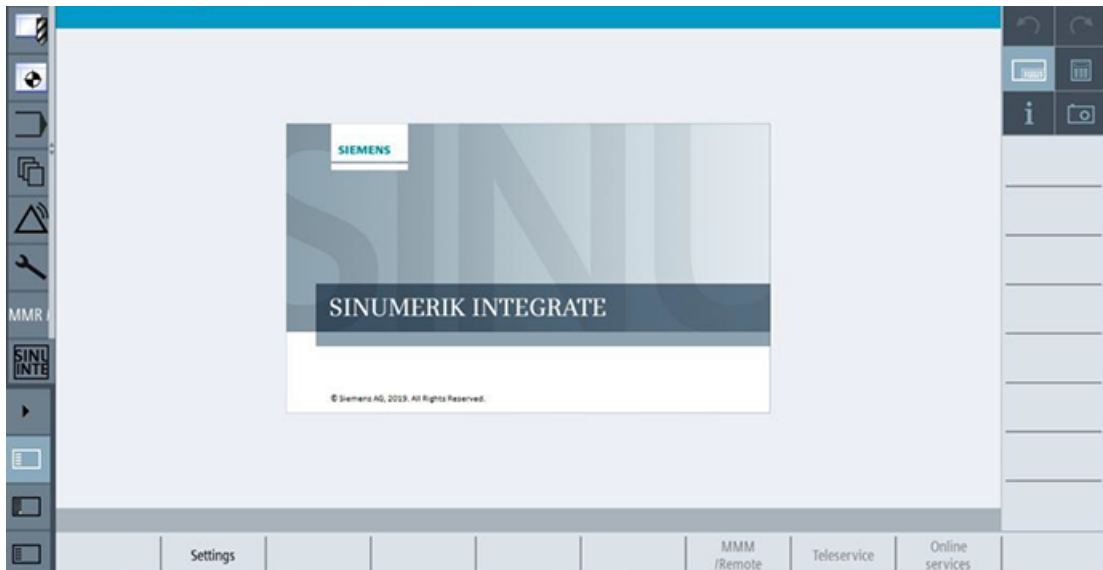 SIEMENS
SINUMERIK INTEGRATE
© Siemens AG, 2019. All Rights Reserved.
MMR /
SINU
INTE
i
Settings
MMM
/Remote
Teleservice
Online
services